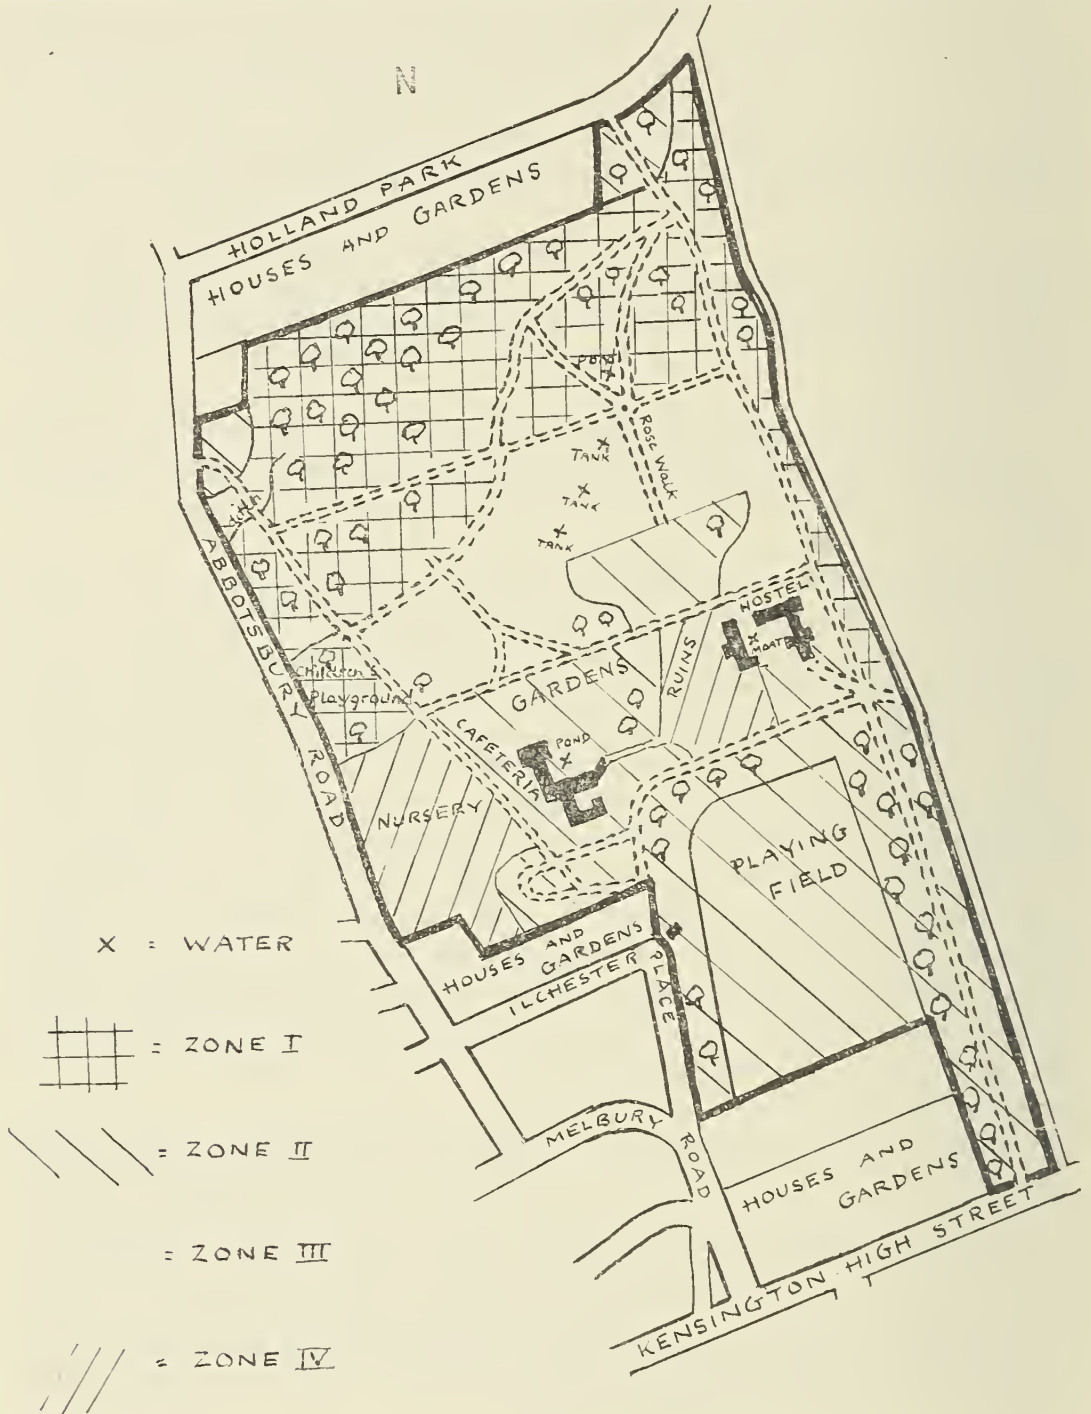 N
HOLLAND PARK
HOUSES AND GARDENS
POND
ROSE WALK
TANK
TANK
TANK
ABBOTSBURY ROAD
HOSTEL
MOAT
RUINS
GARDENS
Children's
Playground
CAFETERIA
POND
NURSERY
PLAYING
FIELD
X = WATER
HOUSES AND
GARDENS
ILCHESTER PLACE
= ZONE I
MELBURY ROAD
= ZONE II
HOUSES AND
GARDENS
= ZONE III
KENSINGTON HIGH STREET
= ZONE IV